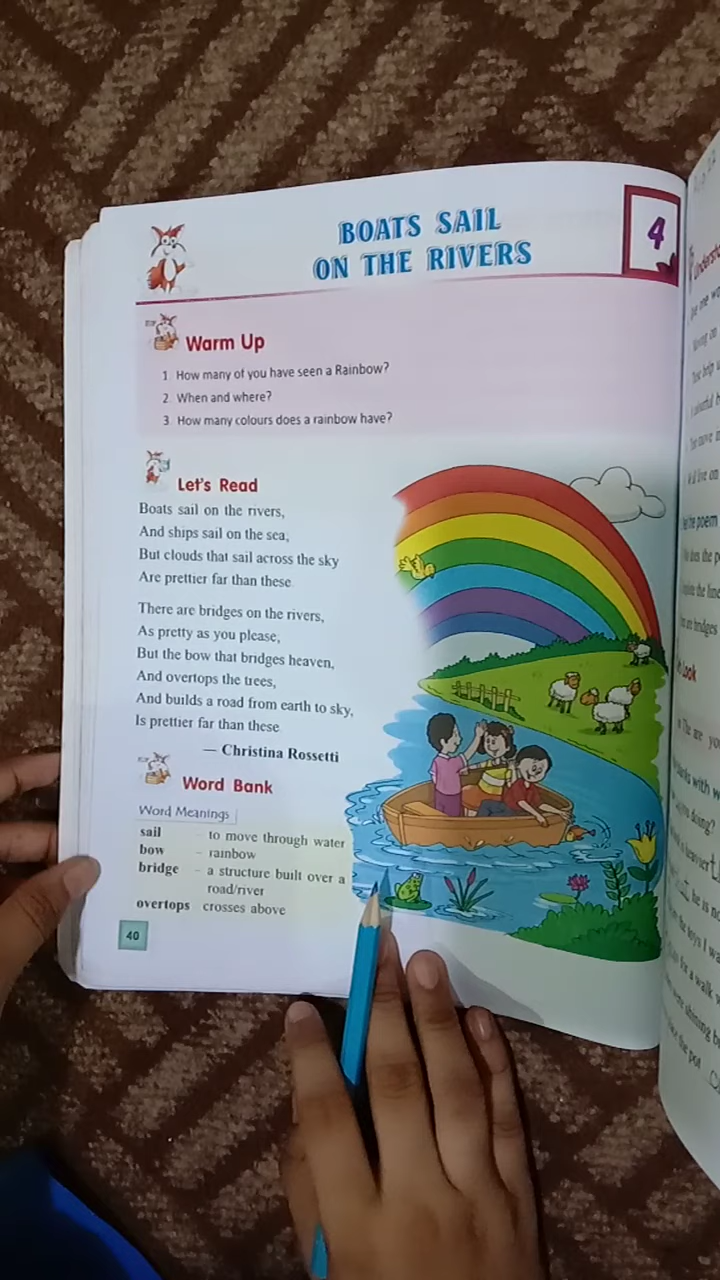 BOATS SAIL
ON THE RIVERS
4
Warm Up
1 How many of you have seen a Rainbow?
2. When and where?
3 How many colours does a rainbow have?
Let's Read
Boats sail on the rivers,
And ships sail on the sea;
But clouds that sail across the sky
Are prettier far than these
There are bridges on the rivers,
As pretty as you please;
But the bow that bridges heaven,
And overtops the trees,
And builds a road from earth to sky,
Is prettier far than these
— Christina Rossetti
Word Bank
Word Meanings
sail - to move through water
bow - rainbow
bridge - a structure built over a
road/river
overtops crosses above
40